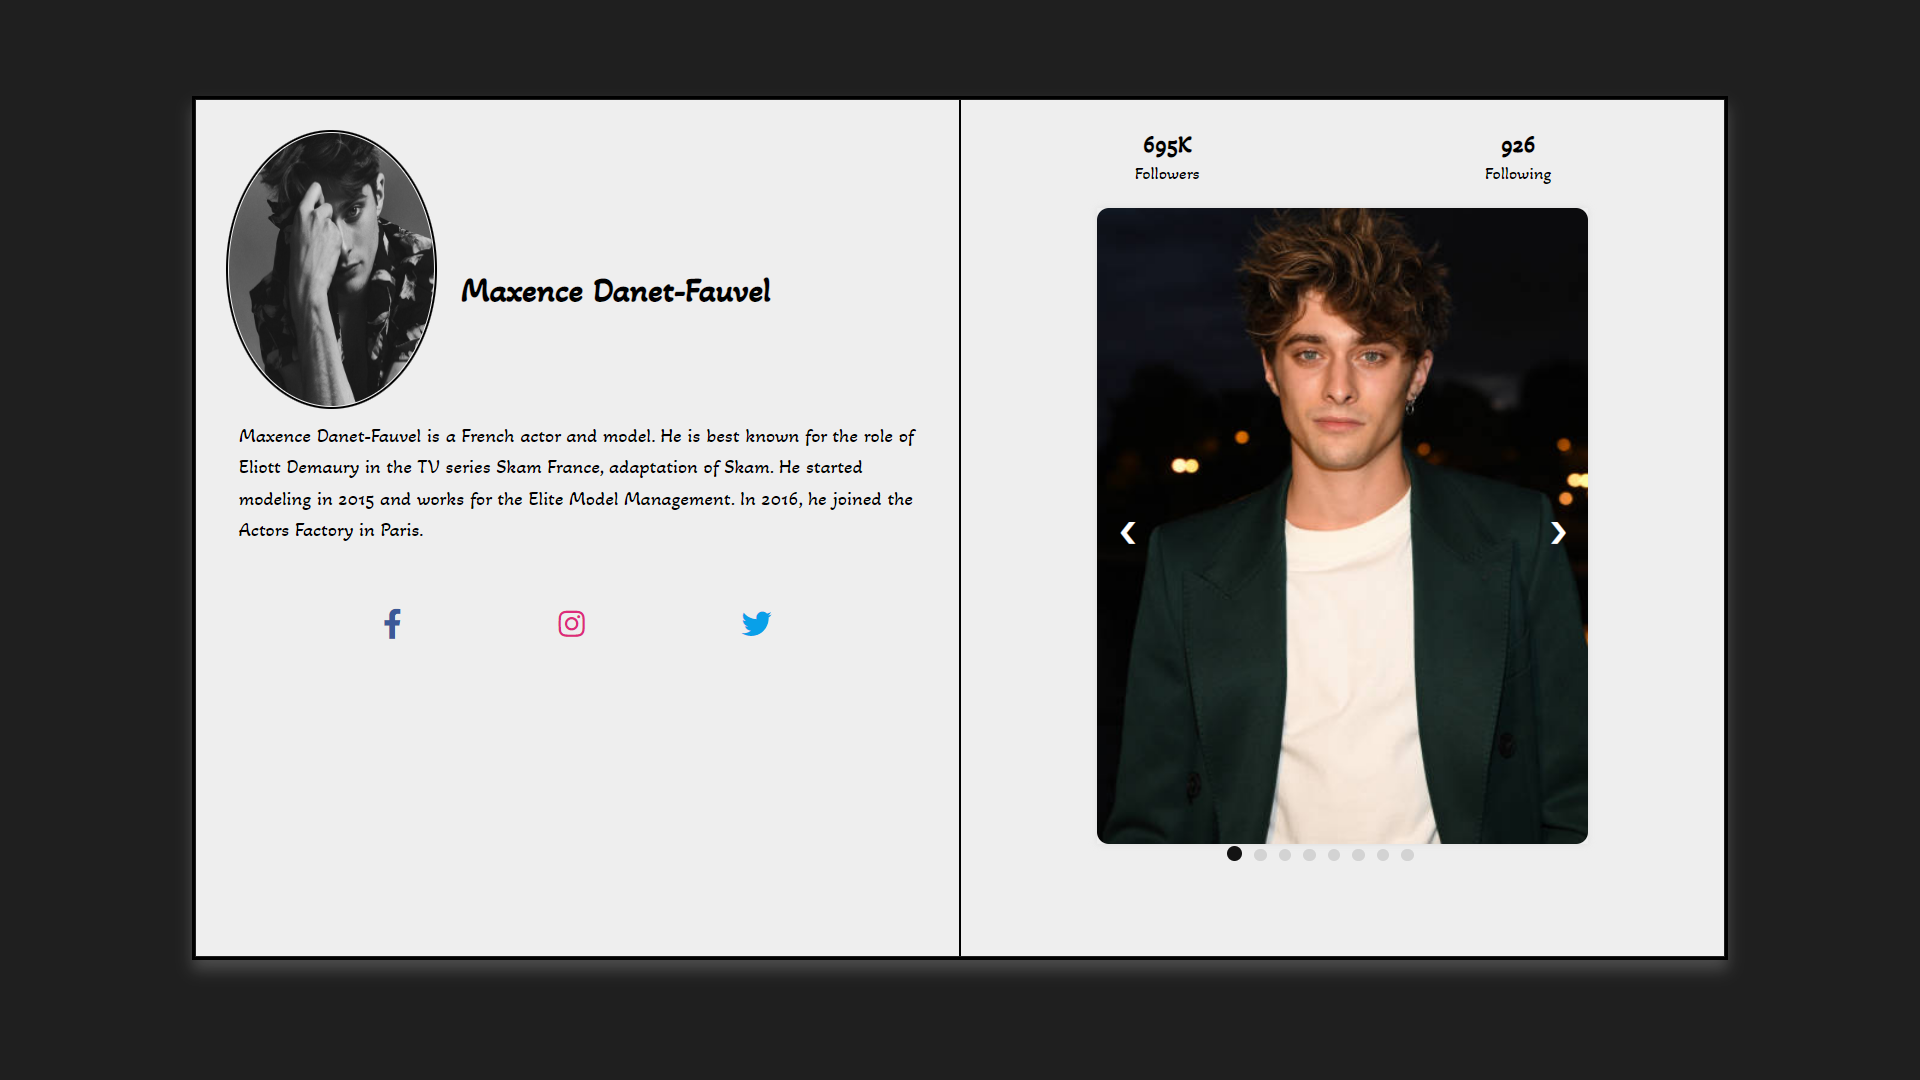 Maxence Danet-Fauvel
Maxence Danet-Fauvel is a French actor and model. He is best known for the role of
Eliott Demaury in the TV series Skam France, adaptation of Skam. He started
modeling in 2015 and works for the Elite Model Management. In 2016, he joined the
Actors Factory in Paris.
695K
Followers
926
Following